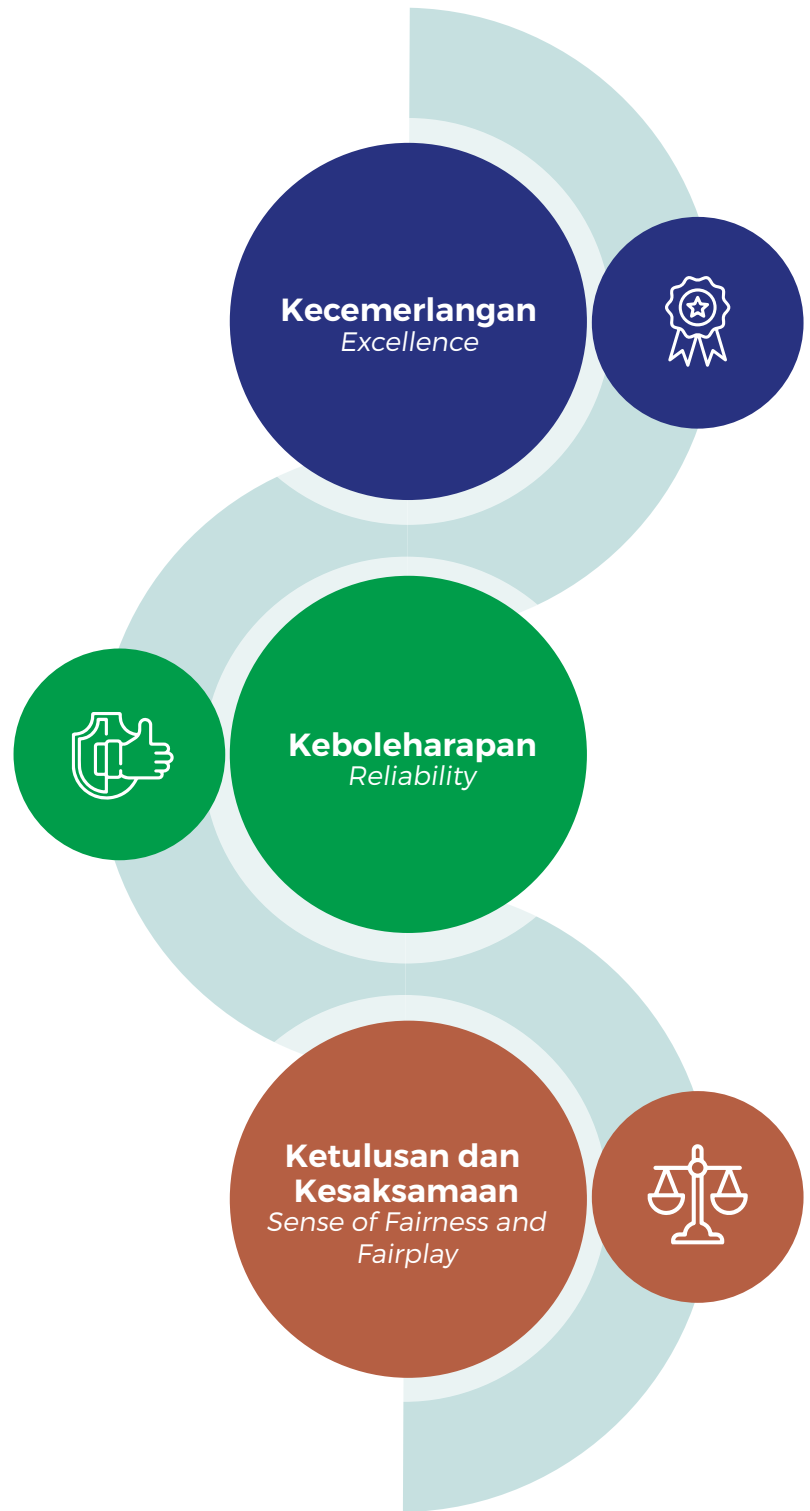 Kecemerlangan
Excellence
Keboleharapan
Reliability
Ketulusan dan
Kesaksamaan
Sense of Fairness and
Fairplay